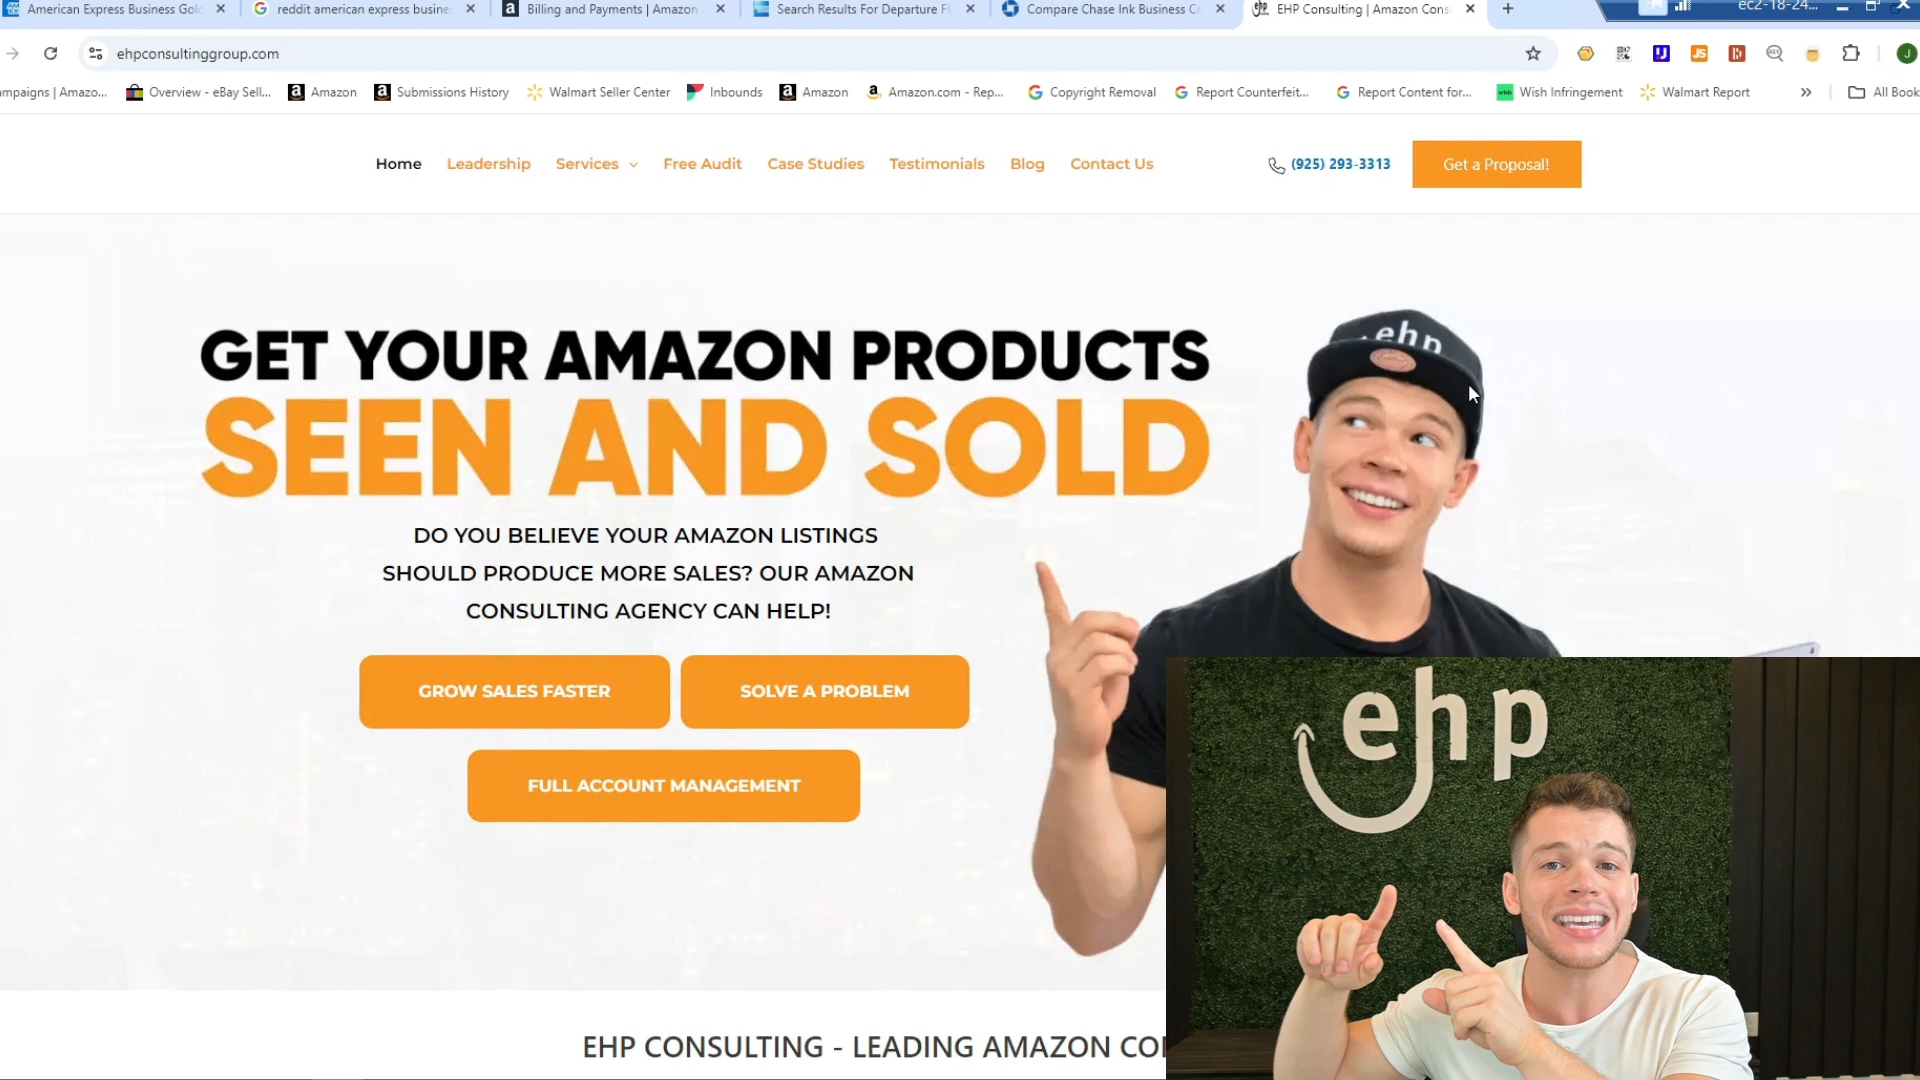 American Express Business Gol
reddit american express busine
Billing and Payments | Amazon
Search Results For Departure Fl
Compare Chase Ink Business Cr
EHP Consulting | Amazon Cons
ec2-18-24...
ehpconsultinggroup.com
J
mpaigns | Amazo...
Overview - eBay Sell...
Amazon
Submissions History
Walmart Seller Center
Inbounds
Amazon
Amazon.com - Rep...
Copyright Removal
Report Counterfeit...
Report Content for...
Wish Infringement
Walmart Report
All Book
Home
Leadership
Services
Free Audit
Case Studies
Testimonials
Blog
Contact Us
(925) 293-3313
Get a Proposal!
GET YOUR AMAZON PRODUCTS
SEEN AND SOLD
ehp
DO YOU BELIEVE YOUR AMAZON LISTINGS
SHOULD PRODUCE MORE SALES? OUR AMAZON
CONSULTING AGENCY CAN HELP!
GROW SALES FASTER
SOLVE A PROBLEM
FULL ACCOUNT MANAGEMENT
ehp
EHP CONSULTING - LEADING AMAZON CO